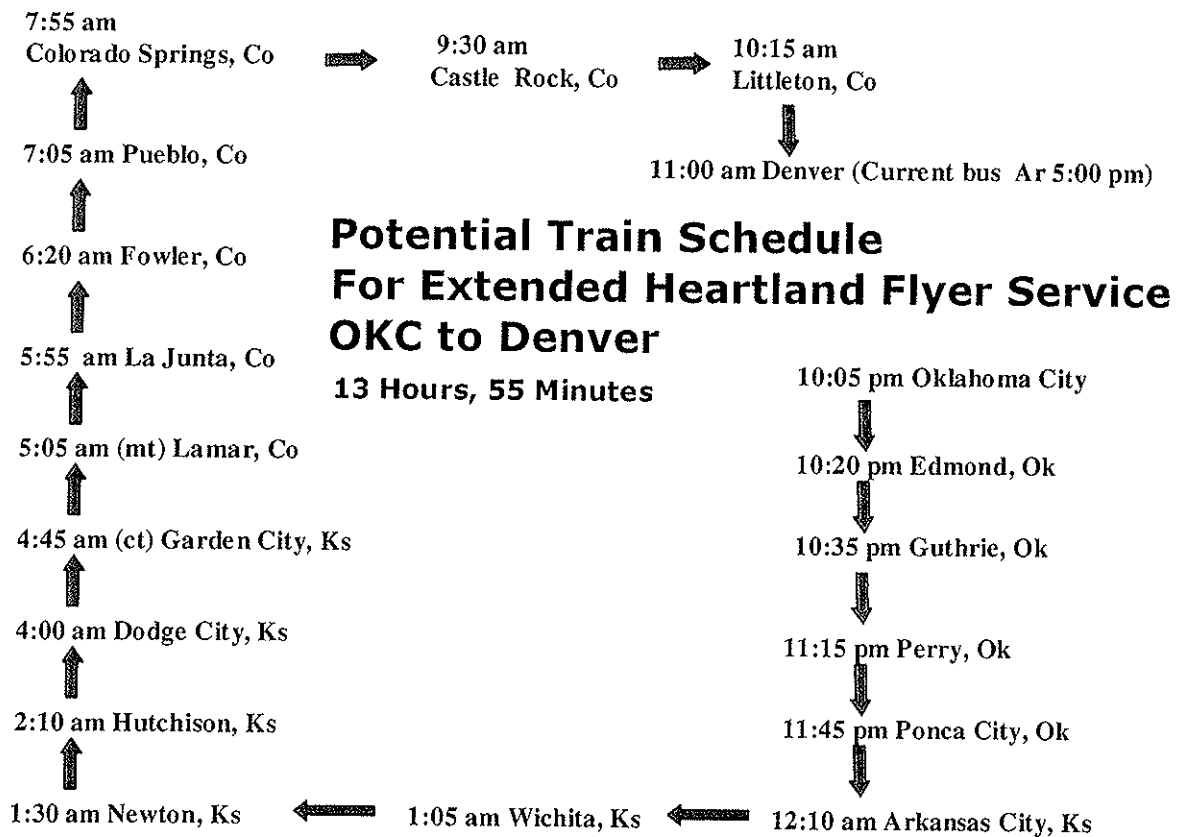 7:55 am
Colorado Springs, Co
9:30 am
Castle Rock, Co
10:15 am
Littleton, Co
7:05 am Pueblo, Co
11:00 am Denver (Current bus Ar 5:00 pm)
Potential Train Schedule
For Extended Heartland Flyer Service
OKC to Denver
13 Hours, 55 Minutes
6:20 am Fowler, Co
5:55 am La Junta, Co
10:05 pm Oklahoma City
5:05 am (mt) Lamar, Co
10:20 pm Edmond, Ok
4:45 am (ct) Garden City, Ks
10:35 pm Guthrie, Ok
4:00 am Dodge City, Ks
11:15 pm Perry, Ok
2:10 am Hutchison, Ks
11:45 pm Ponca City, Ok
1:30 am Newton, Ks
1:05 am Wichita, Ks
12:10 am Arkansas City, Ks